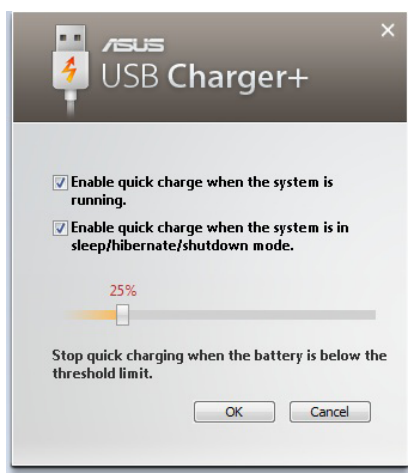 ASUS
USB Charger+
Enable quick charge when the system is
running.
Enable quick charge when the system is in
sleep/hibernate/shutdown mode.
25%
Stop quick charging when the battery is below the
threshold limit.
OK Cancel